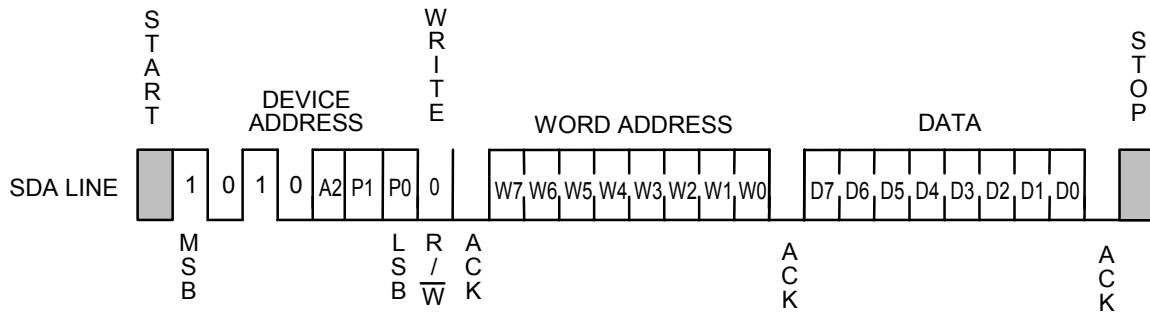 START
WRITE
STOP
DEVICE
ADDRESS
WORD ADDRESS
DATA
SDA LINE
1 0 1 0 A2 P1 P0 0
W7 W6 W5 W4 W3 W2 W1 W0
D7 D6 D5 D4 D3 D2 D1 D0
MSB
LSB
R/W̅
ACK
ACK
ACK